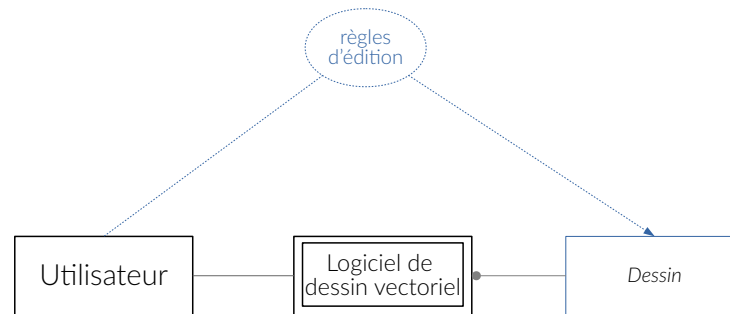 règles
d'édition
Utilisateur
Logiciel de
dessin vectoriel
Dessin